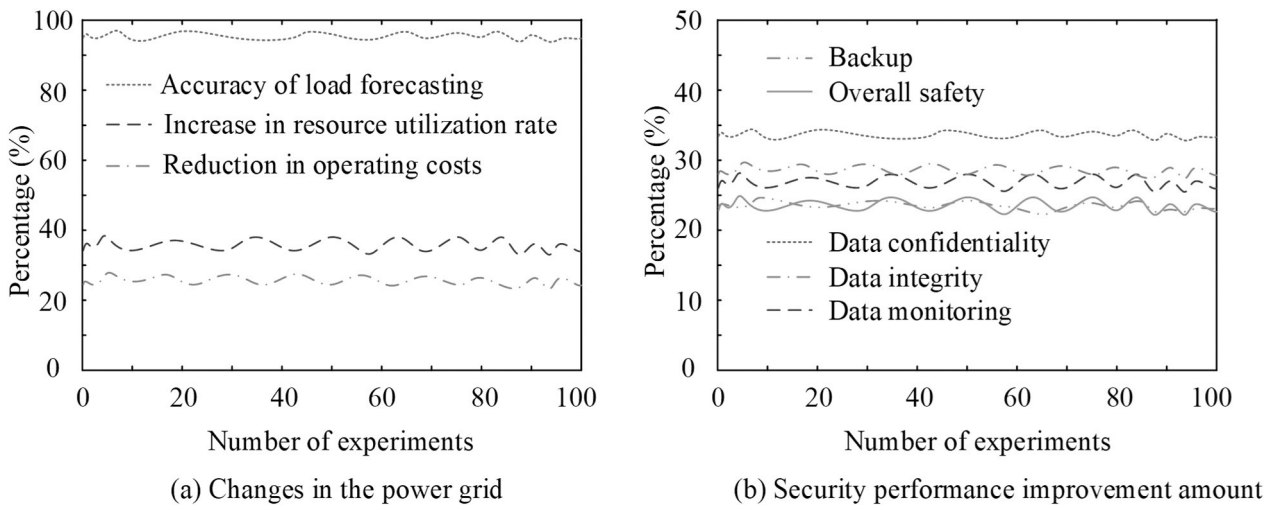 100
80
60
40
20
0
Percentage (%)
Accuracy of load forecasting
Increase in resource utilization rate
Reduction in operating costs
0 20 40 60 80 100
Number of experiments
(a) Changes in the power grid
50
40
30
20
10
0
Percentage (%)
Backup
Overall safety
Data confidentiality
Data integrity
Data monitoring
0 20 40 60 80 100
Number of experiments
(b) Security performance improvement amount